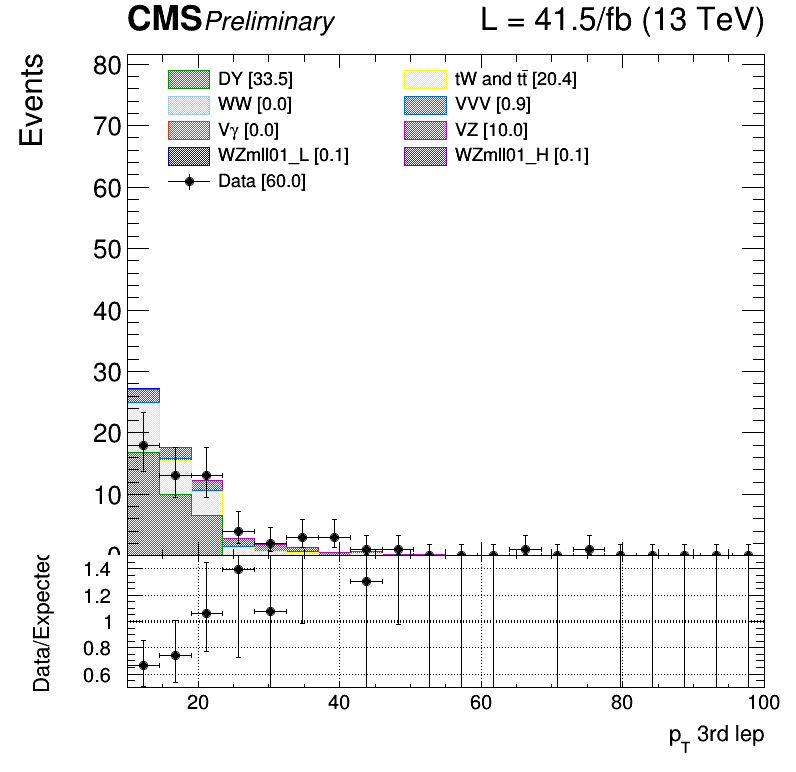 CMS Preliminary L = 41.5/fb (13 TeV)
Events
80
70
60
50
40
30
20
10
0
DY [33.5]
tW and tt̄ [20.4]
WW [0.0]
VVV [0.9]
Vγ [0.0]
VZ [10.0]
WZmll01_L [0.1]
WZmll01_H [0.1]
Data [60.0]
Data/Expected
1.4
1.2
1
0.8
0.6
20 40 60 80 100
p_T 3rd lep